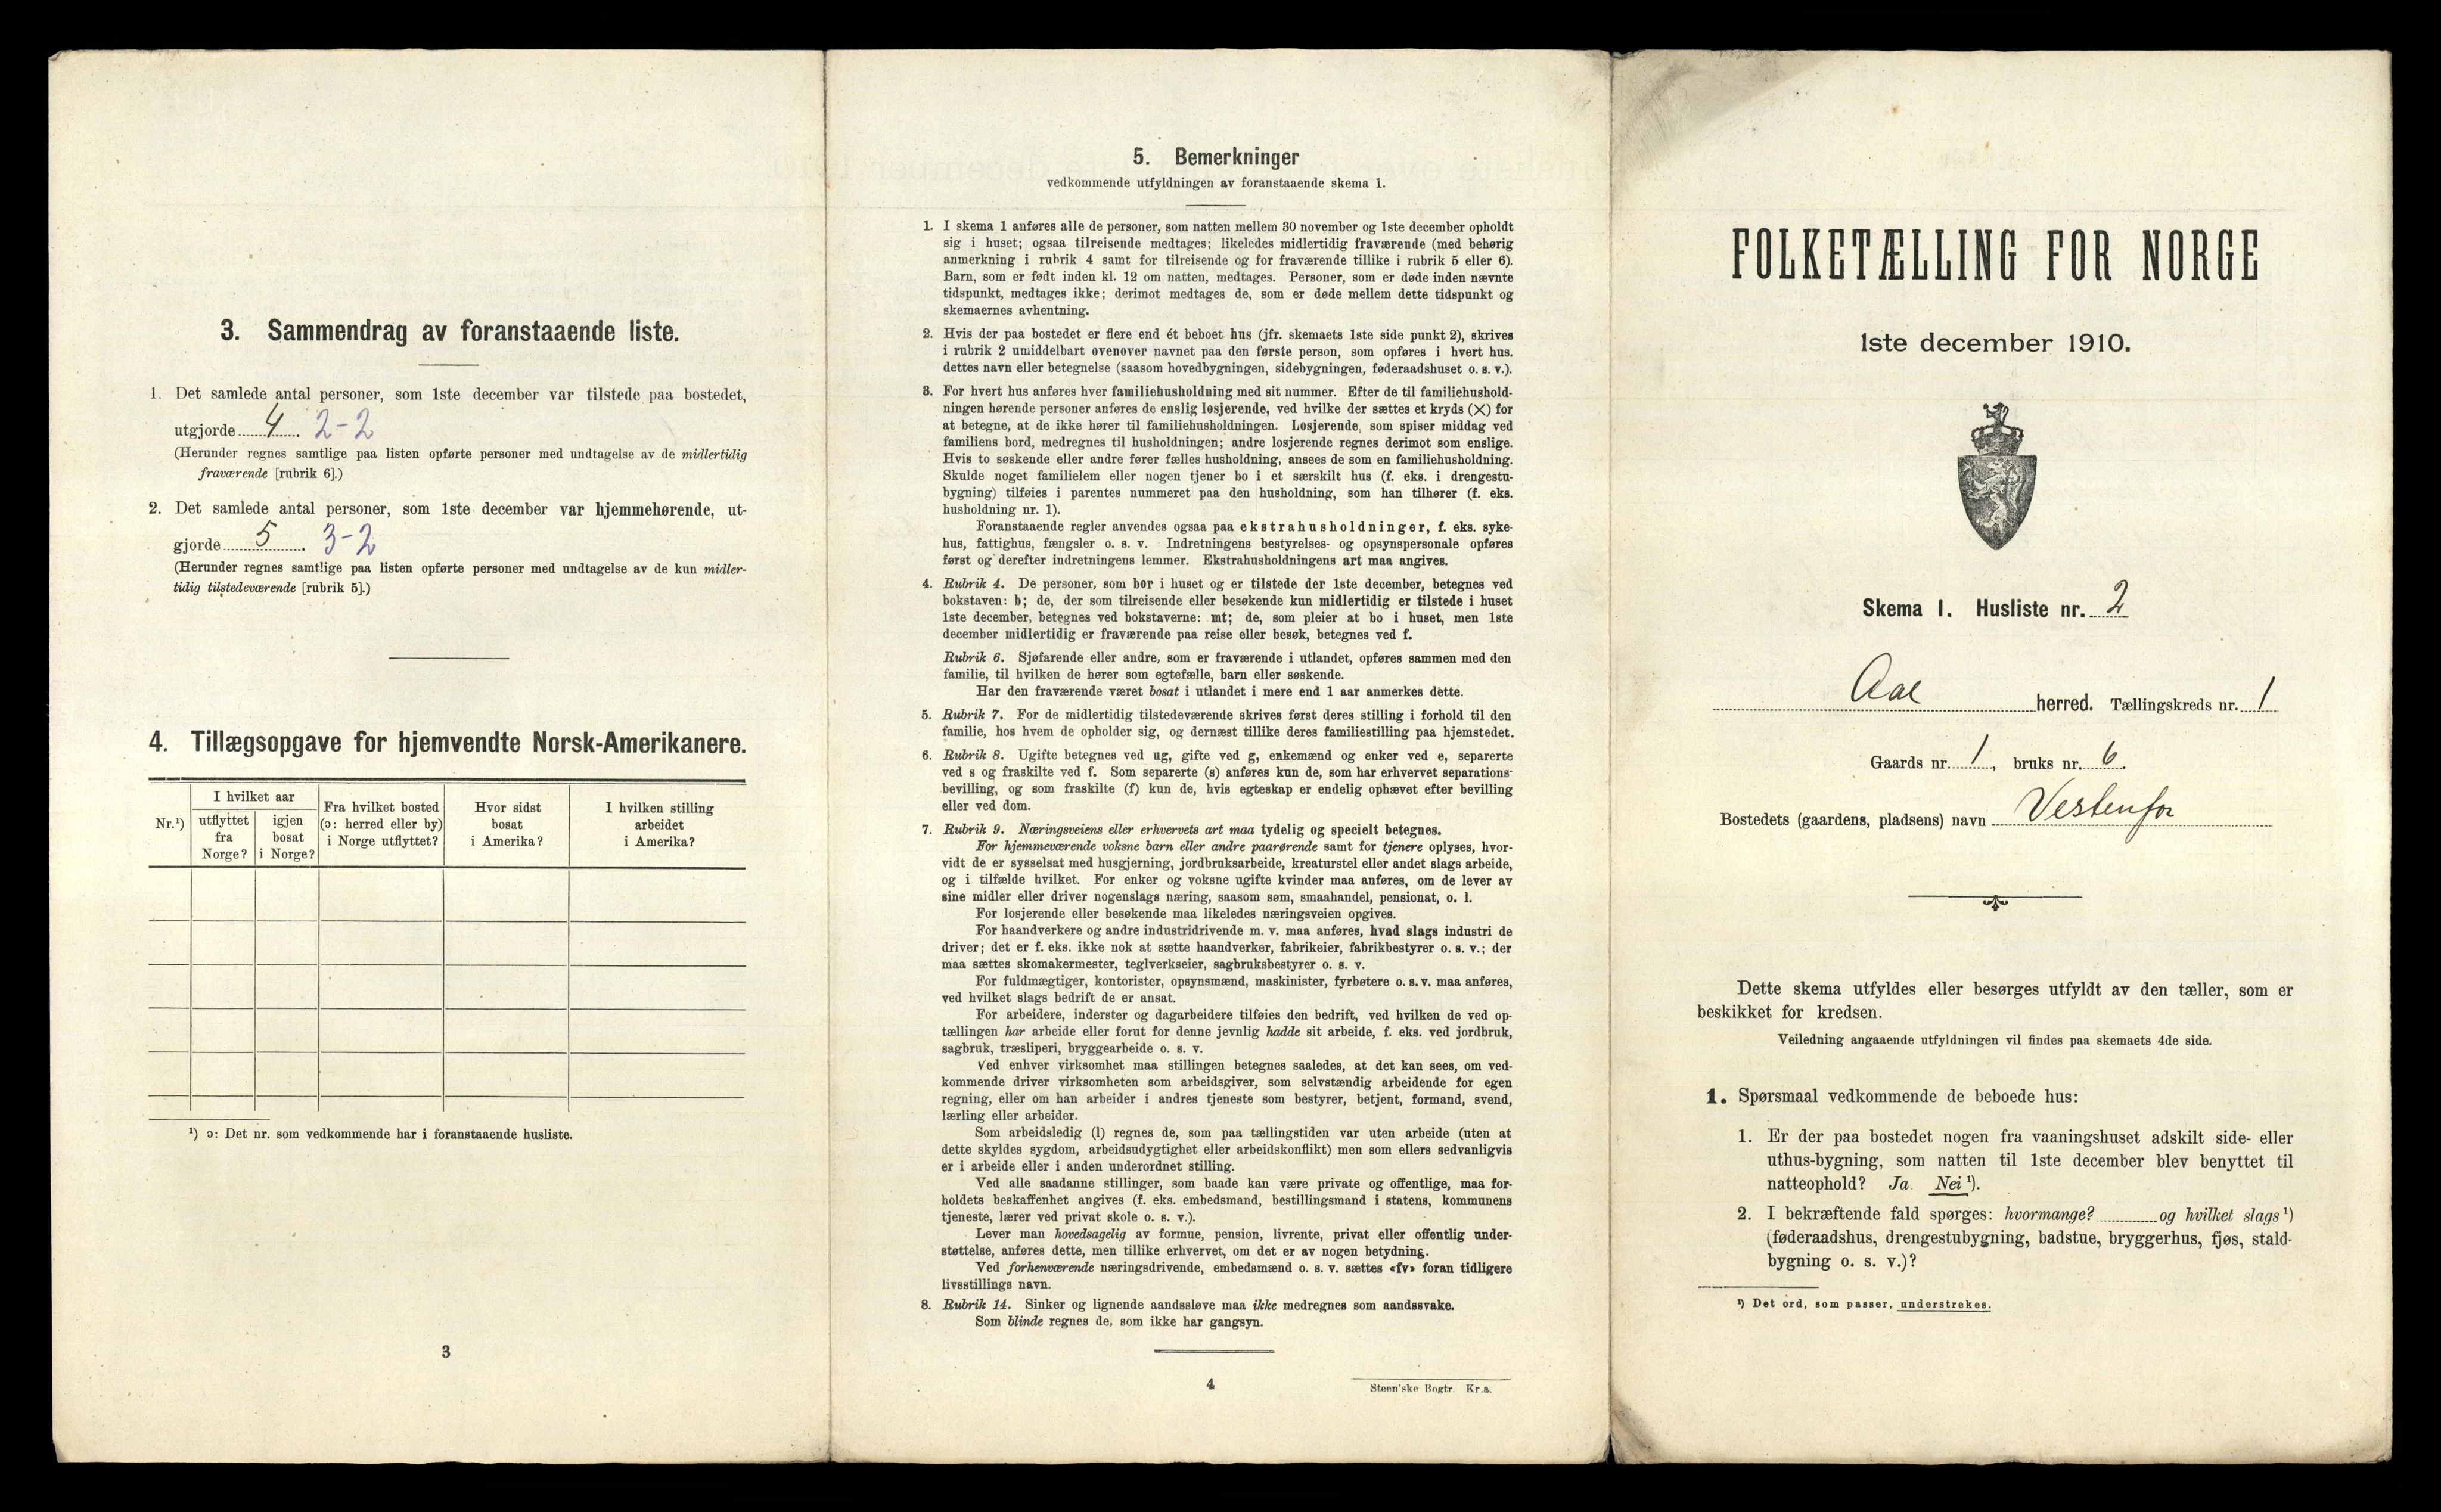 3. Sammendrag av foranstaaende liste.
1. Det samlede antal personer, som 1ste december var tilstede paa bostedet,
utgjorde 4 2-2
(Herunder regnes samtlige paa listen opførte personer med undtagelse av de midlertidig
fraværende [rubrik 6].)
2. Det samlede antal personer, som 1ste december var hjemmehørende, ut-
gjorde 5 . 3-2
(Herunder regnes samtlige paa listen opførte personer med undtagelse av de kun midler-
tidig tilstedeværende [rubrik 5].)
4. Tillægsopgave for hjemvendte Norsk-Amerikanere.
Nr.¹)
I hvilket aar
utflyttet
fra
Norge?
igjen
bosat
i Norge?
Fra hvilket bosted
(ɔ: herred eller by)
i Norge utflyttet?
Hvor sidst
bosat
i Amerika?
I hvilken stilling
arbeidet
i Amerika?
¹) ɔ: Det nr. som vedkommende har i foranstaaende husliste.
3
5. Bemerkninger
vedkommende utfyldningen av foranstaaende skema 1.
1. I skema 1 anføres alle de personer, som natten mellem 30 november og 1ste december opholdt
sig i huset; ogsaa tilreisende medtages; likeledes midlertidig fraværende (med behørig
anmerkning i rubrik 4 samt for tilreisende og for fraværende tillike i rubrik 5 eller 6).
Barn, som er født inden kl. 12 om natten, medtages. Personer, som er døde inden nævnte
tidspunkt, medtages ikke; derimot medtages de, som er døde mellem dette tidspunkt og
skemaernes avhentning.
2. Hvis der paa bostedet er flere end ét beboet hus (jfr. skemaets 1ste side punkt 2), skrives
i rubrik 2 umiddelbart ovenover navnet paa den første person, som opføres i hvert hus.
dettes navn eller betegnelse (saasom hovedbygningen, sidebygningen, føderaadshuset o. s. v.).
3. For hvert hus anføres hver familiehusholdning med sit nummer. Efter de til familiehushold-
ningen hørende personer anføres de enslig losjerende, ved hvilke der sættes et kryds (×) for
at betegne, at de ikke hører til familiehusholdningen. Losjerende, som spiser middag ved
familiens bord, medregnes til husholdningen; andre losjerende regnes derimot som enslige.
Hvis to søskende eller andre fører fælles husholdning, ansees de som en familiehusholdning.
Skulde noget familielem eller nogen tjener bo i et særskilt hus (f. eks. i drengestu-
bygning) tilføies i parentes nummeret paa den husholdning, som han tilhører (f. eks.
husholdning nr. 1).
Foranstaaende regler anvendes ogsaa paa ekstrahusholdninger, f. eks. syke-
hus, fattighus, fængsler o. s. v. Indretningens bestyrelses- og opsynspersonale opføres
først og derefter indretningens lemmer. Ekstrahusholdningens art maa angives.
4. Rubrik 4. De personer, som bor i huset og er tilstede der 1ste december, betegnes ved
bokstaven: b; de, der som tilreisende eller besøkende kun midlertidig er tilstede i huset
1ste december, betegnes ved bokstaverne: mt; de, som pleier at bo i huset, men 1ste
december midlertidig er fraværende paa reise eller besøk, betegnes ved f.
Rubrik 6. Sjøfarende eller andre, som er fraværende i utlandet, opføres sammen med den
familie, til hvilken de hører som egtefælle, barn eller søskende.
Har den fraværende været bosat i utlandet i mere end 1 aar anmerkes dette.
5. Rubrik 7. For de midlertidig tilstedeværende skrives først deres stilling i forhold til den
familie, hos hvem de opholder sig, og dernæst tillike deres familiestilling paa hjemstedet.
6. Rubrik 8. Ugifte betegnes ved ug, gifte ved g, enkemænd og enker ved e, separerte
ved s og fraskilte ved f. Som separerte (s) anføres kun de, som har erhvervet separations-
bevilling, og som fraskilte (f) kun de, hvis egteskap er endelig ophævet efter bevilling
eller ved dom.
7. Rubrik 9. Næringsveiens eller erhvervets art maa tydelig og specielt betegnes.
For hjemmeværende voksne barn eller andre paarørende samt for tjenere oplyses, hvor-
vidt de er sysselsat med husgjerning, jordbruksarbeide, kreaturstel eller andet slags arbeide,
og i tilfælde hvilket. For enker og voksne ugifte kvinder maa anføres, om de lever av
sine midler eller driver nogenslags næring, saasom søm, smaahandel, pensionat, o. l.
For losjerende eller besøkende maa likeledes næringsveien opgives.
For haandverkere og andre industridrivende m. v. maa anføres, hvad slags industri de
driver; det er f. eks. ikke nok at sætte haandverker, fabrikeier, fabrikbestyrer o. s. v.; der
maa sættes skomakermester, teglverkseier, sagbruksbestyrer o. s. v.
For fuldmægtiger, kontorister, opsynsmænd, maskinister, fyrbøtere o. s. v. maa anføres,
ved hvilket slags bedrift de er ansat.
For arbeidere, inderster og dagarbeidere tilføies den bedrift, ved hvilken de ved op-
tællingen har arbeide eller forut for denne jevnlig hadde sit arbeide, f. eks. ved jordbruk,
sagbruk, træsliperi, bryggearbeide o. s. v.
Ved enhver virksomhet maa stillingen betegnes saaledes, at det kan sees, om ved-
kommende driver virksomheten som arbeidsgiver, som selvstændig arbeidende for egen
regning, eller om han arbeider i andres tjeneste som bestyrer, betjent, formand, svend,
lærling eller arbeider.
Som arbeidsledig (l) regnes de, som paa tællingstiden var uten arbeide (uten at
dette skyldes sygdom, arbeidsudygtighet eller arbeidskonflikt) men som ellers sedvanligvis
er i arbeide eller i anden underordnet stilling.
Ved alle saadanne stillinger, som baade kan være private og offentlige, maa for-
holdets beskaffenhet angives (f. eks. embedsmand, bestillingsmand i statens, kommunens
tjeneste, lærer ved privat skole o. s. v.).
Lever man hovedsagelig av formue, pension, livrente, privat eller offentlig under-
støttelse, anføres dette, men tillike erhvervet, om det er av nogen betydning.
Ved forhenværende næringsdrivende, embedsmænd o. s. v. sættes «fv» foran tidligere
livsstillings navn.
8. Rubrik 14. Sinker og lignende aandssløve maa ikke medregnes som aandssvake.
Som blinde regnes de, som ikke har gangsyn.
4
Steen'ske Bogtr. Kr.a.
FOLKETÆLLING FOR NORGE
1ste december 1910.
Skema 1. Husliste nr. 2
Aal herred. Tællingskreds nr. 1
Gaards nr. 1, bruks nr. 6.
Bostedets (gaardens, pladsens) navn Vestenfor
Dette skema utfyldes eller besørges utfyldt av den tæller, som er
beskikket for kredsen.
Veiledning angaaende utfyldningen vil findes paa skemaets 4de side.
1. Spørsmaal vedkommende de beboede hus:
1. Er der paa bostedet nogen fra vaaningshuset adskilt side- eller
uthus-bygning, som natten til 1ste december blev benyttet til
natteophold? Ja. Nei ¹).
2. I bekræftende fald spørges: hvormange? og hvilket slags ¹)
(føderaadshus, drengestubygning, badstue, bryggerhus, fjøs, stald-
bygning o. s. v.)?
¹) Det ord, som passer, understrekes.